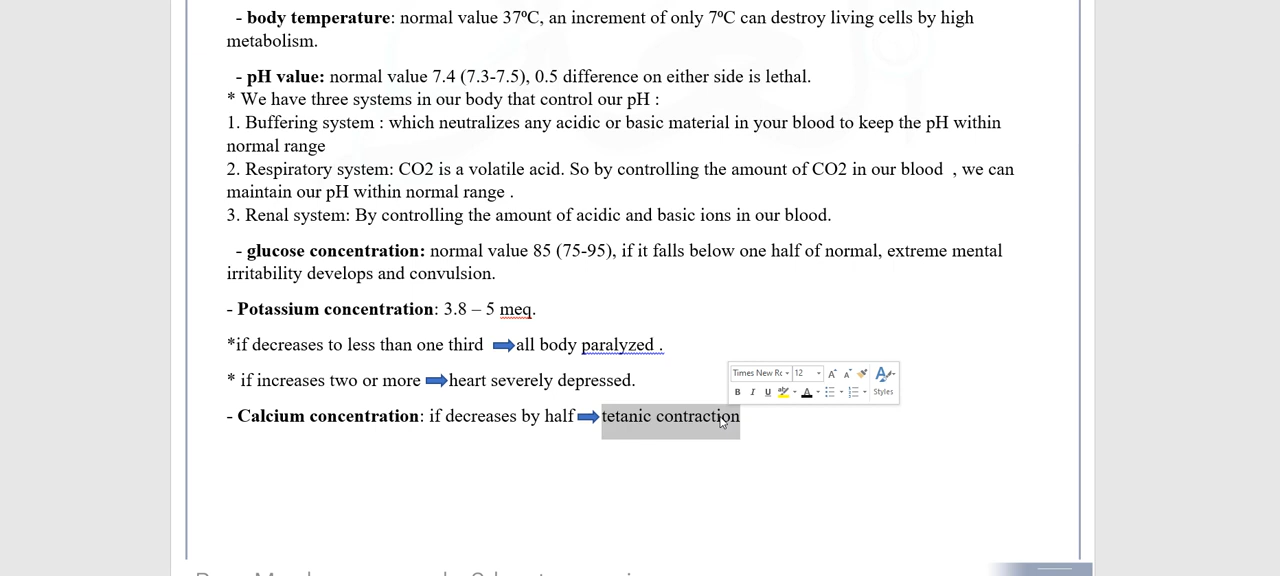 - body temperature: normal value 37ºC, an increment of only 7ºC can destroy living cells by high
metabolism.
- pH value: normal value 7.4 (7.3-7.5), 0.5 difference on either side is lethal.
* We have three systems in our body that control our pH :
1. Buffering system : which neutralizes any acidic or basic material in your blood to keep the pH within
normal range
2. Respiratory system: CO2 is a volatile acid. So by controlling the amount of CO2 in our blood , we can
maintain our pH within normal range .
3. Renal system: By controlling the amount of acidic and basic ions in our blood.
- glucose concentration: normal value 85 (75-95), if it falls below one half of normal, extreme mental
irritability develops and convulsion.
- Potassium concentration: 3.8 – 5 meq.
*if decreases to less than one third all body paralyzed .
* if increases two or more heart severely depressed.
Times New Rc 12 A A A
B I U ab A Styles
- Calcium concentration: if decreases by half tetanic contraction